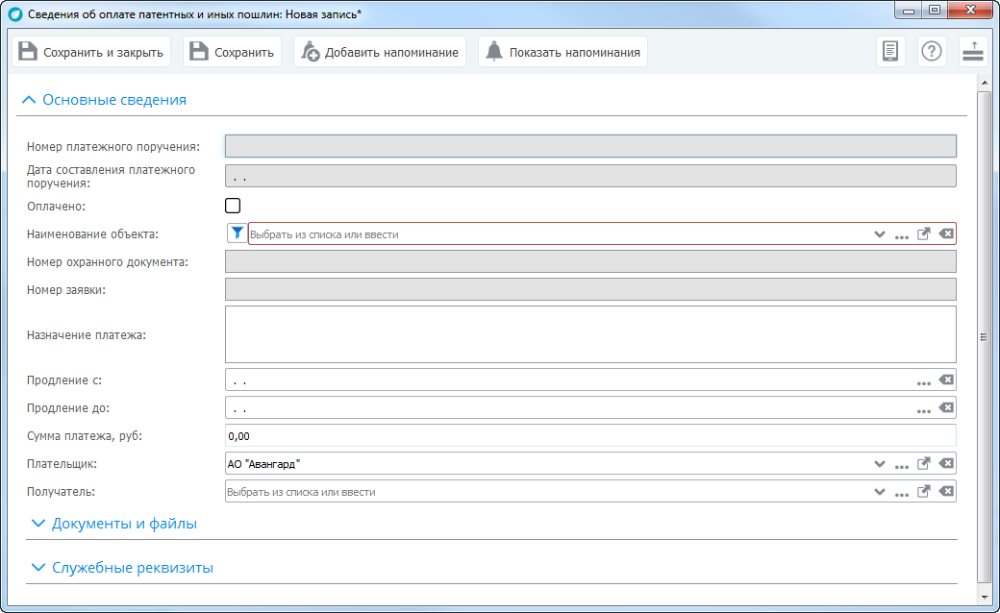 Сведения об оплате патентных и иных пошлин: Новая запись*
Сохранить и закрыть Сохранить Добавить напоминание Показать напоминания
Основные сведения
Номер платежного поручения:
Дата составления платежного
поручения: . .
Оплачено:
Наименование объекта: Выбрать из списка или ввести
Номер охранного документа:
Номер заявки:
Назначение платежа:
Продление с: . .
Продление до: . .
Сумма платежа, руб: 0,00
Плательщик: АО "Авангард"
Получатель: Выбрать из списка или ввести
Документы и файлы
Служебные реквизиты